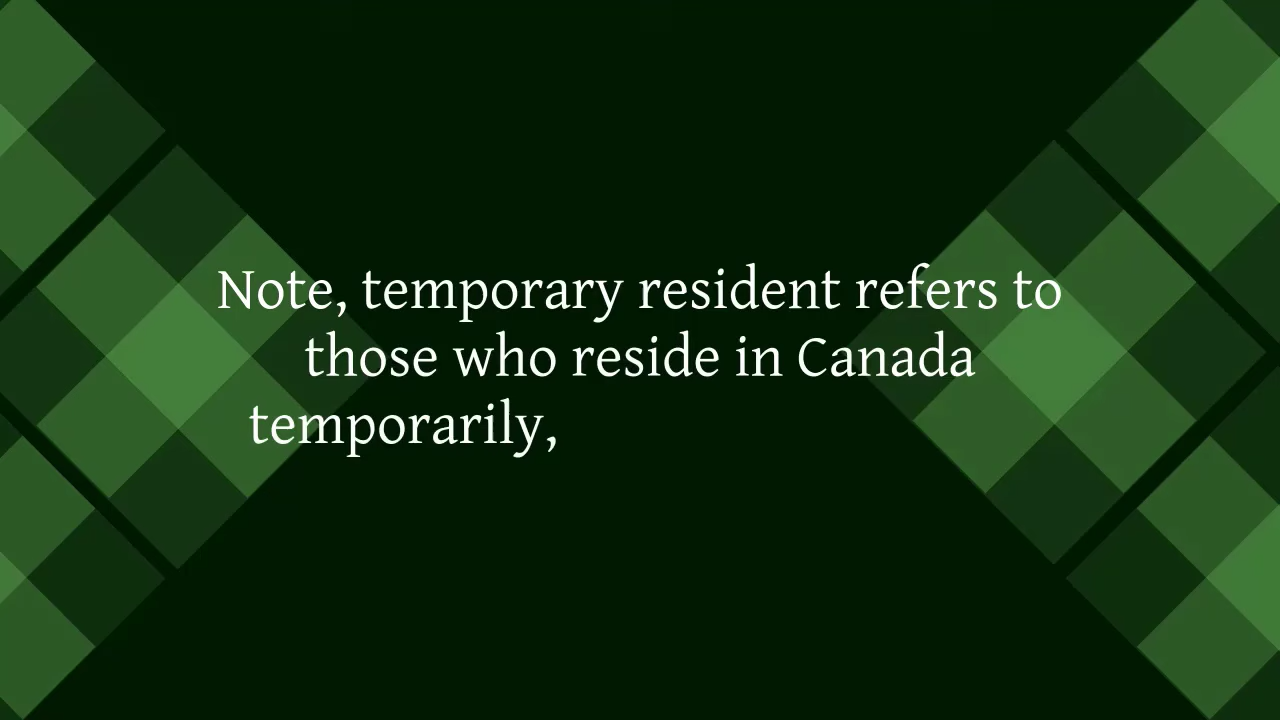 Note, temporary resident refers to
those who reside in Canada
temporarily,